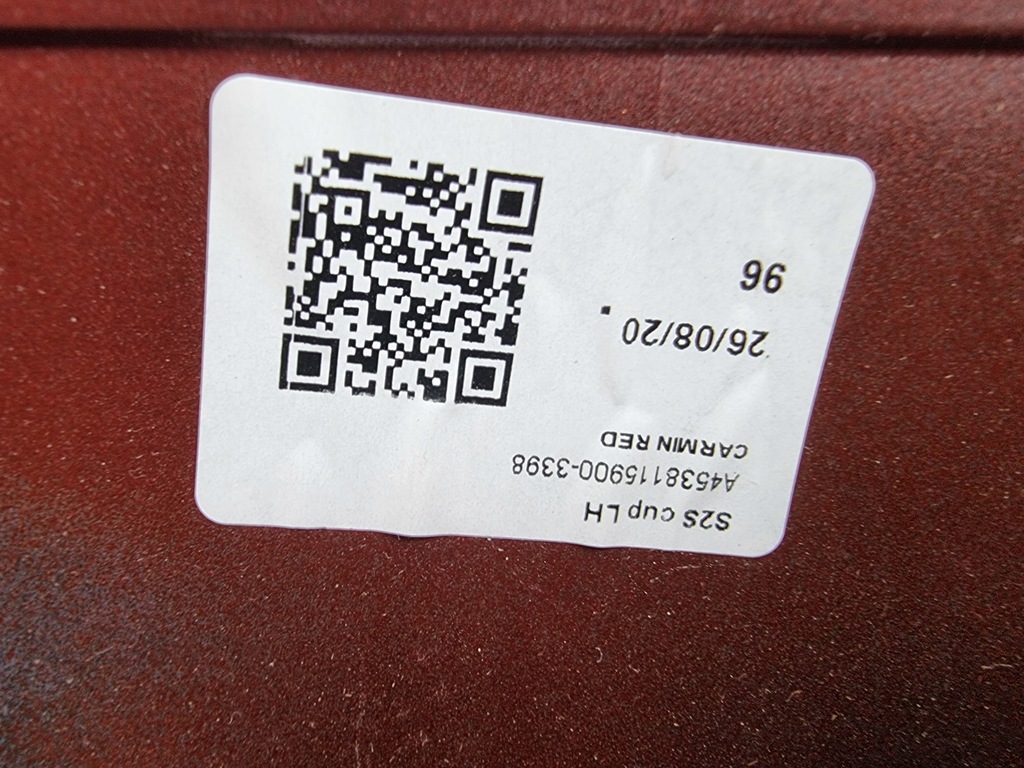 S2S cup LH
A4538115900-3398
CARMIN RED
26/08/20
96